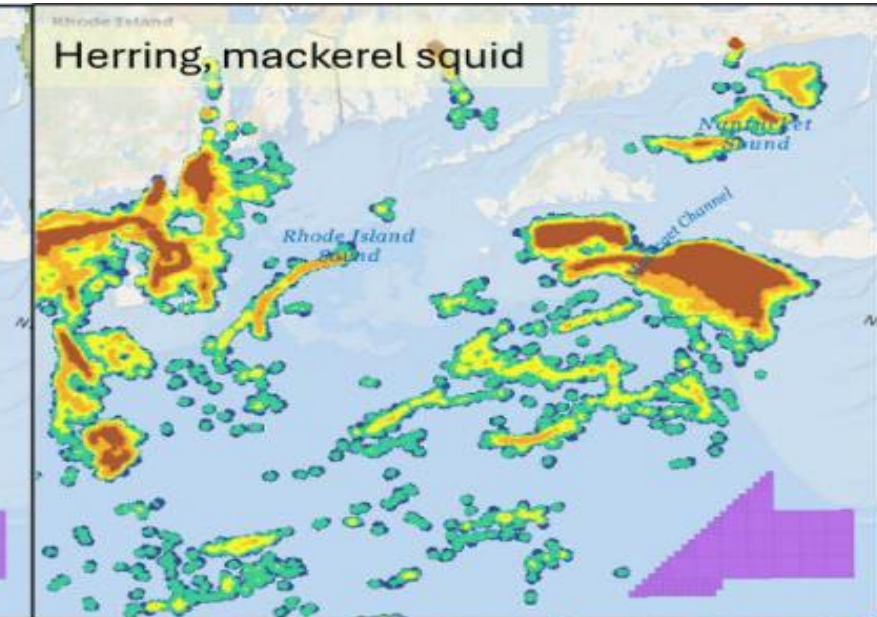 Rhode Island
Herring, mackerel squid
Nantucket
Sound
Rhode Island
Sound
Channel
N